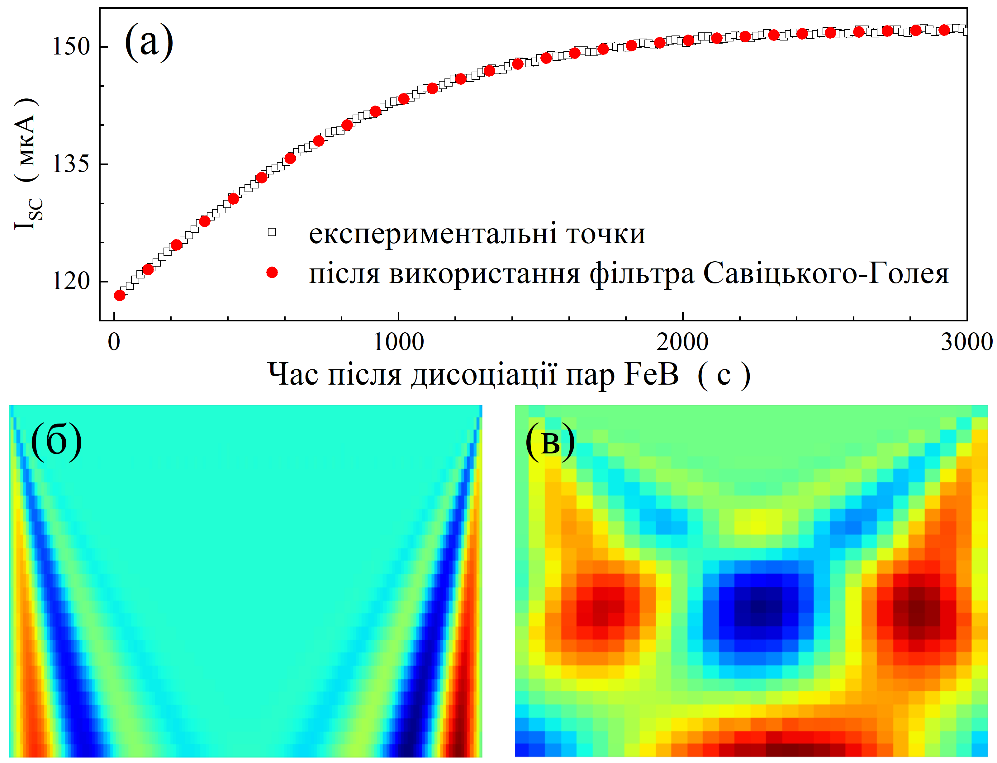 (а)
150
135
120
I_SC ( мкА )
експериментальні точки
після використання фільтра Савіцького-Голея
0 1000 2000 3000
Час після дисоціації пар FeB ( с )
(б) (в)